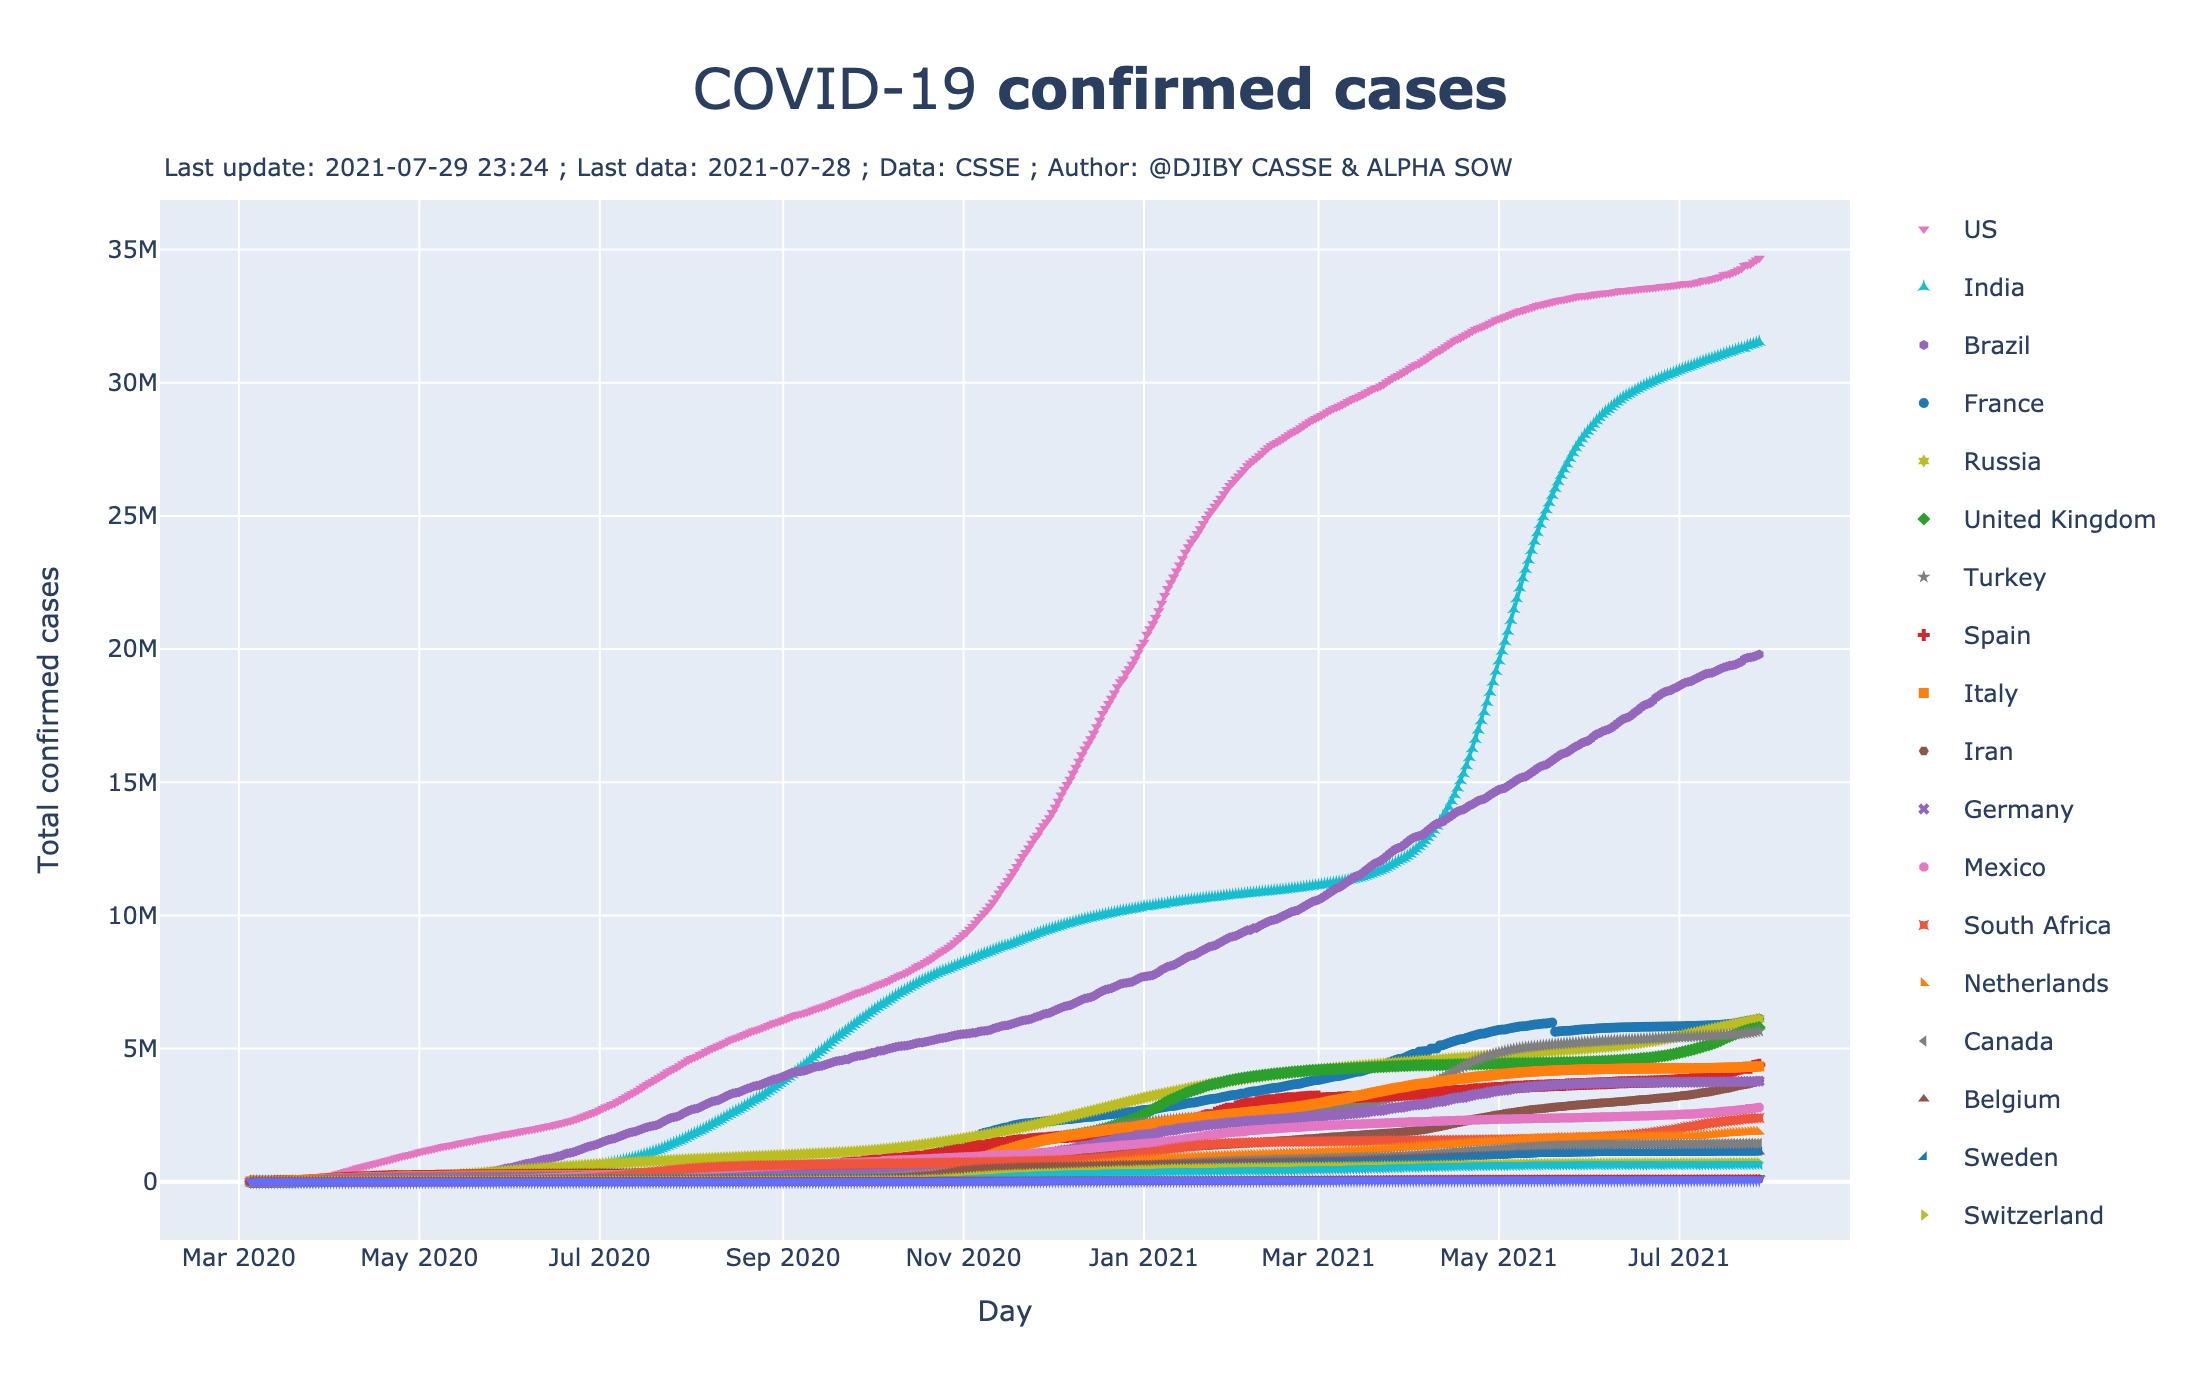 COVID-19 confirmed cases
Last update: 2021-07-29 23:24 ; Last data: 2021-07-28 ; Data: CSSE ; Author: @DJIBY CASSE & ALPHA SOW
Total confirmed cases
35M
30M
25M
20M
15M
10M
5M
0
Mar 2020 May 2020 Jul 2020 Sep 2020 Nov 2020 Jan 2021 Mar 2021 May 2021 Jul 2021
Day
US
India
Brazil
France
Russia
United Kingdom
Turkey
Spain
Italy
Iran
Germany
Mexico
South Africa
Netherlands
Canada
Belgium
Sweden
Switzerland